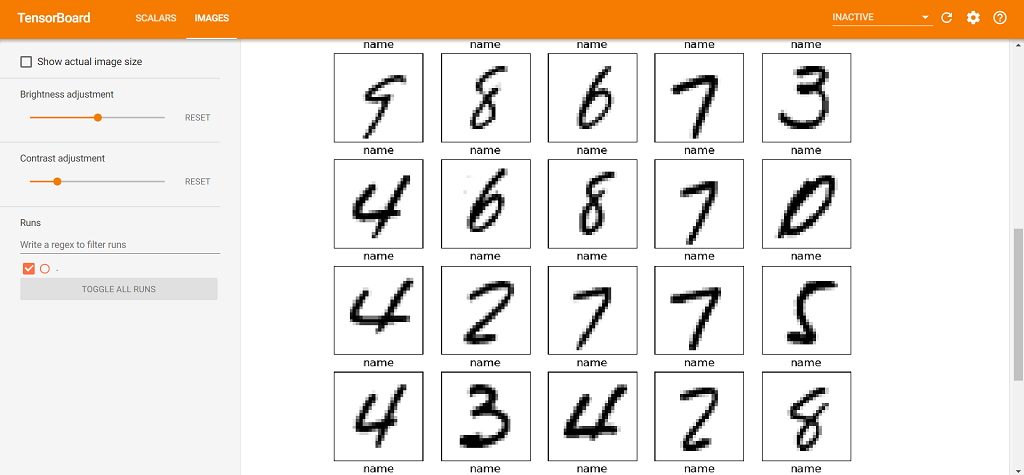 TensorBoard SCALARS IMAGES INACTIVE
Show actual image size
Brightness adjustment
RESET
Contrast adjustment
RESET
Runs
Write a regex to filter runs
.
TOGGLE ALL RUNS
name name name name name
9 8 6 7 3
name name name name name
4 6 8 7 0
name name name name name
4 2 7 7 5
name name name name name
4 3 4 2 8
name name name name name